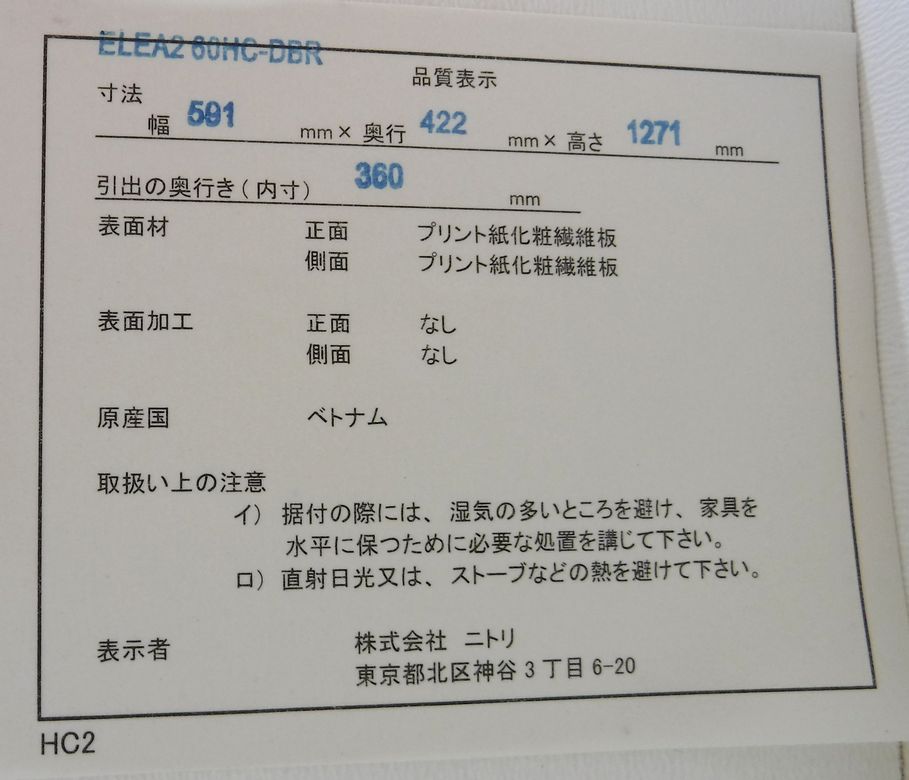 ELEA2 60HC-DBR
品質表示
寸法
幅 591 mm× 奥行 422 mm× 高さ 1271 mm
引出の奥行き(内寸) 360 mm
表面材 正面 プリント紙化粧繊維板
側面 プリント紙化粧繊維板
表面加工 正面 なし
側面 なし
原産国 ベトナム
取扱い上の注意
イ) 据付の際には、湿気の多いところを避け、家具を
水平に保つために必要な処置を講じて下さい。
ロ) 直射日光又は、ストーブなどの熱を避けて下さい。
表示者 株式会社 ニトリ
東京都北区神谷3丁目6-20
HC2